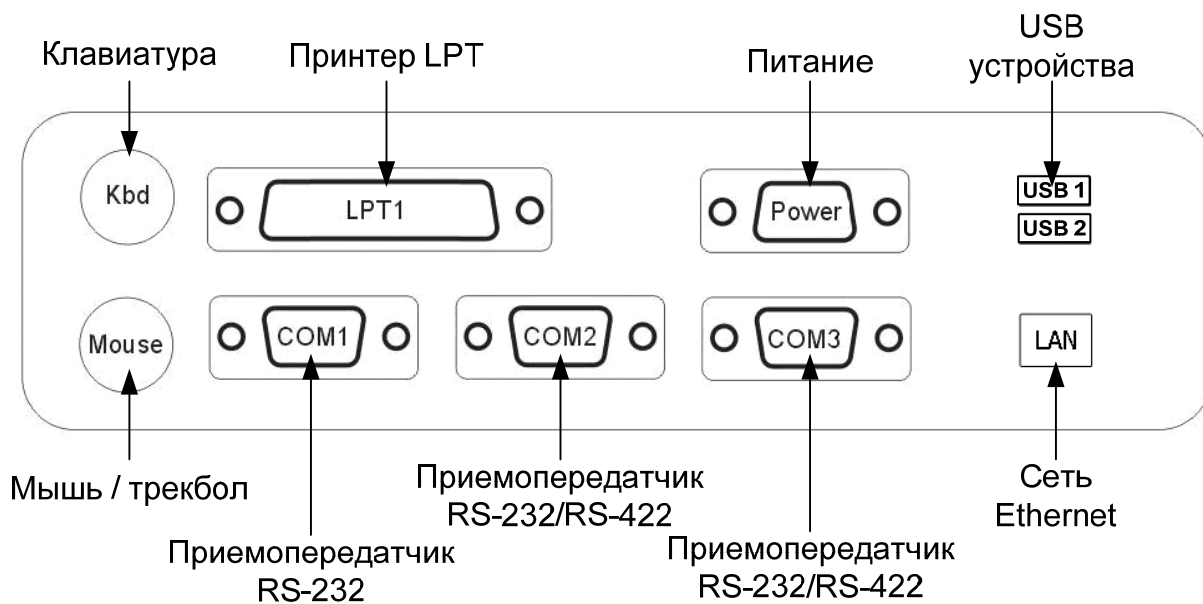 Клавиатура
Принтер LPT
Питание
USB
устройства
Kbd
LPT1
Power
USB 1
USB 2
Mouse
COM1
COM2
COM3
LAN
Мышь / трекбол
Приемопередатчик
RS-232
Приемопередатчик
RS-232/RS-422
Приемопередатчик
RS-232/RS-422
Сеть
Ethernet